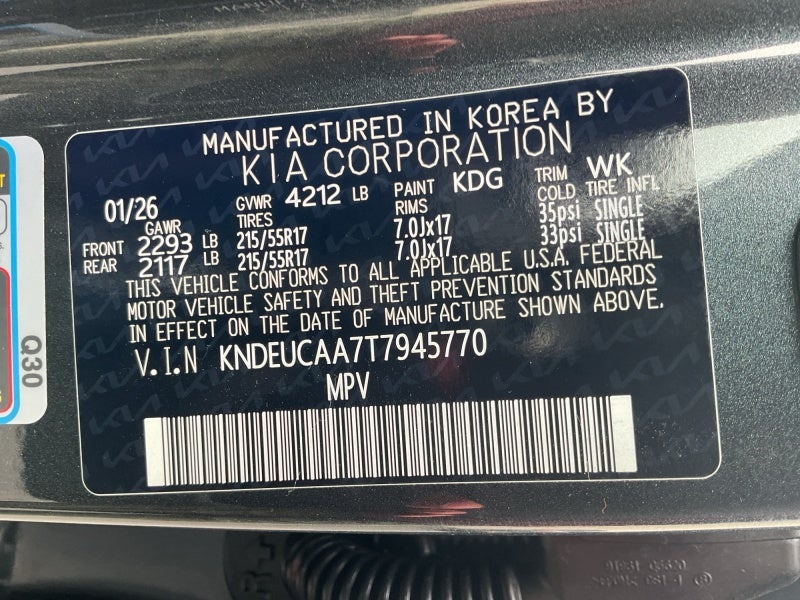 MANUFACTURED IN KOREA BY
KIA CORPORATION
01/26 GVWR 4212 LB PAINT KDG TRIM WK
GAWR TIRES RIMS COLD TIRE INFL
FRONT 2293 LB 215/55R17 7.0Jx17 35psi SINGLE
REAR 2117 LB 215/55R17 7.0Jx17 33psi SINGLE
THIS VEHICLE CONFORMS TO ALL APPLICABLE U.S.A. FEDERAL
MOTOR VEHICLE SAFETY AND THEFT PREVENTION STANDARDS
IN EFFECT ON THE DATE OF MANUFACTURE SHOWN ABOVE.
V.I.N KNDEUCAA7T7945770
MPV
Q30